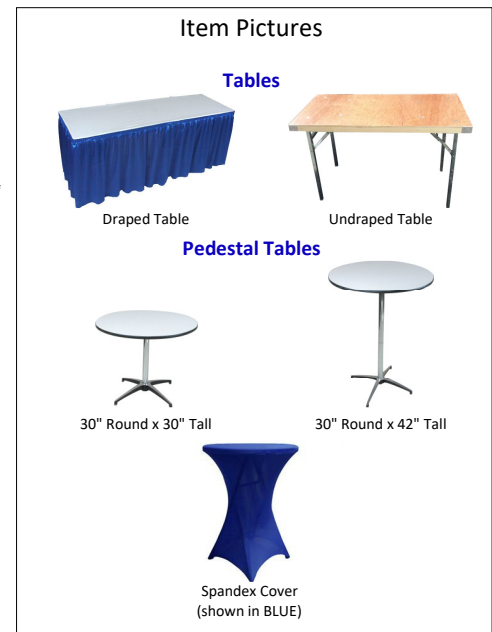 Item Pictures
Tables
Draped Table
Undraped Table
Pedestal Tables
30" Round x 30" Tall
30" Round x 42" Tall
Spandex Cover
(shown in BLUE)